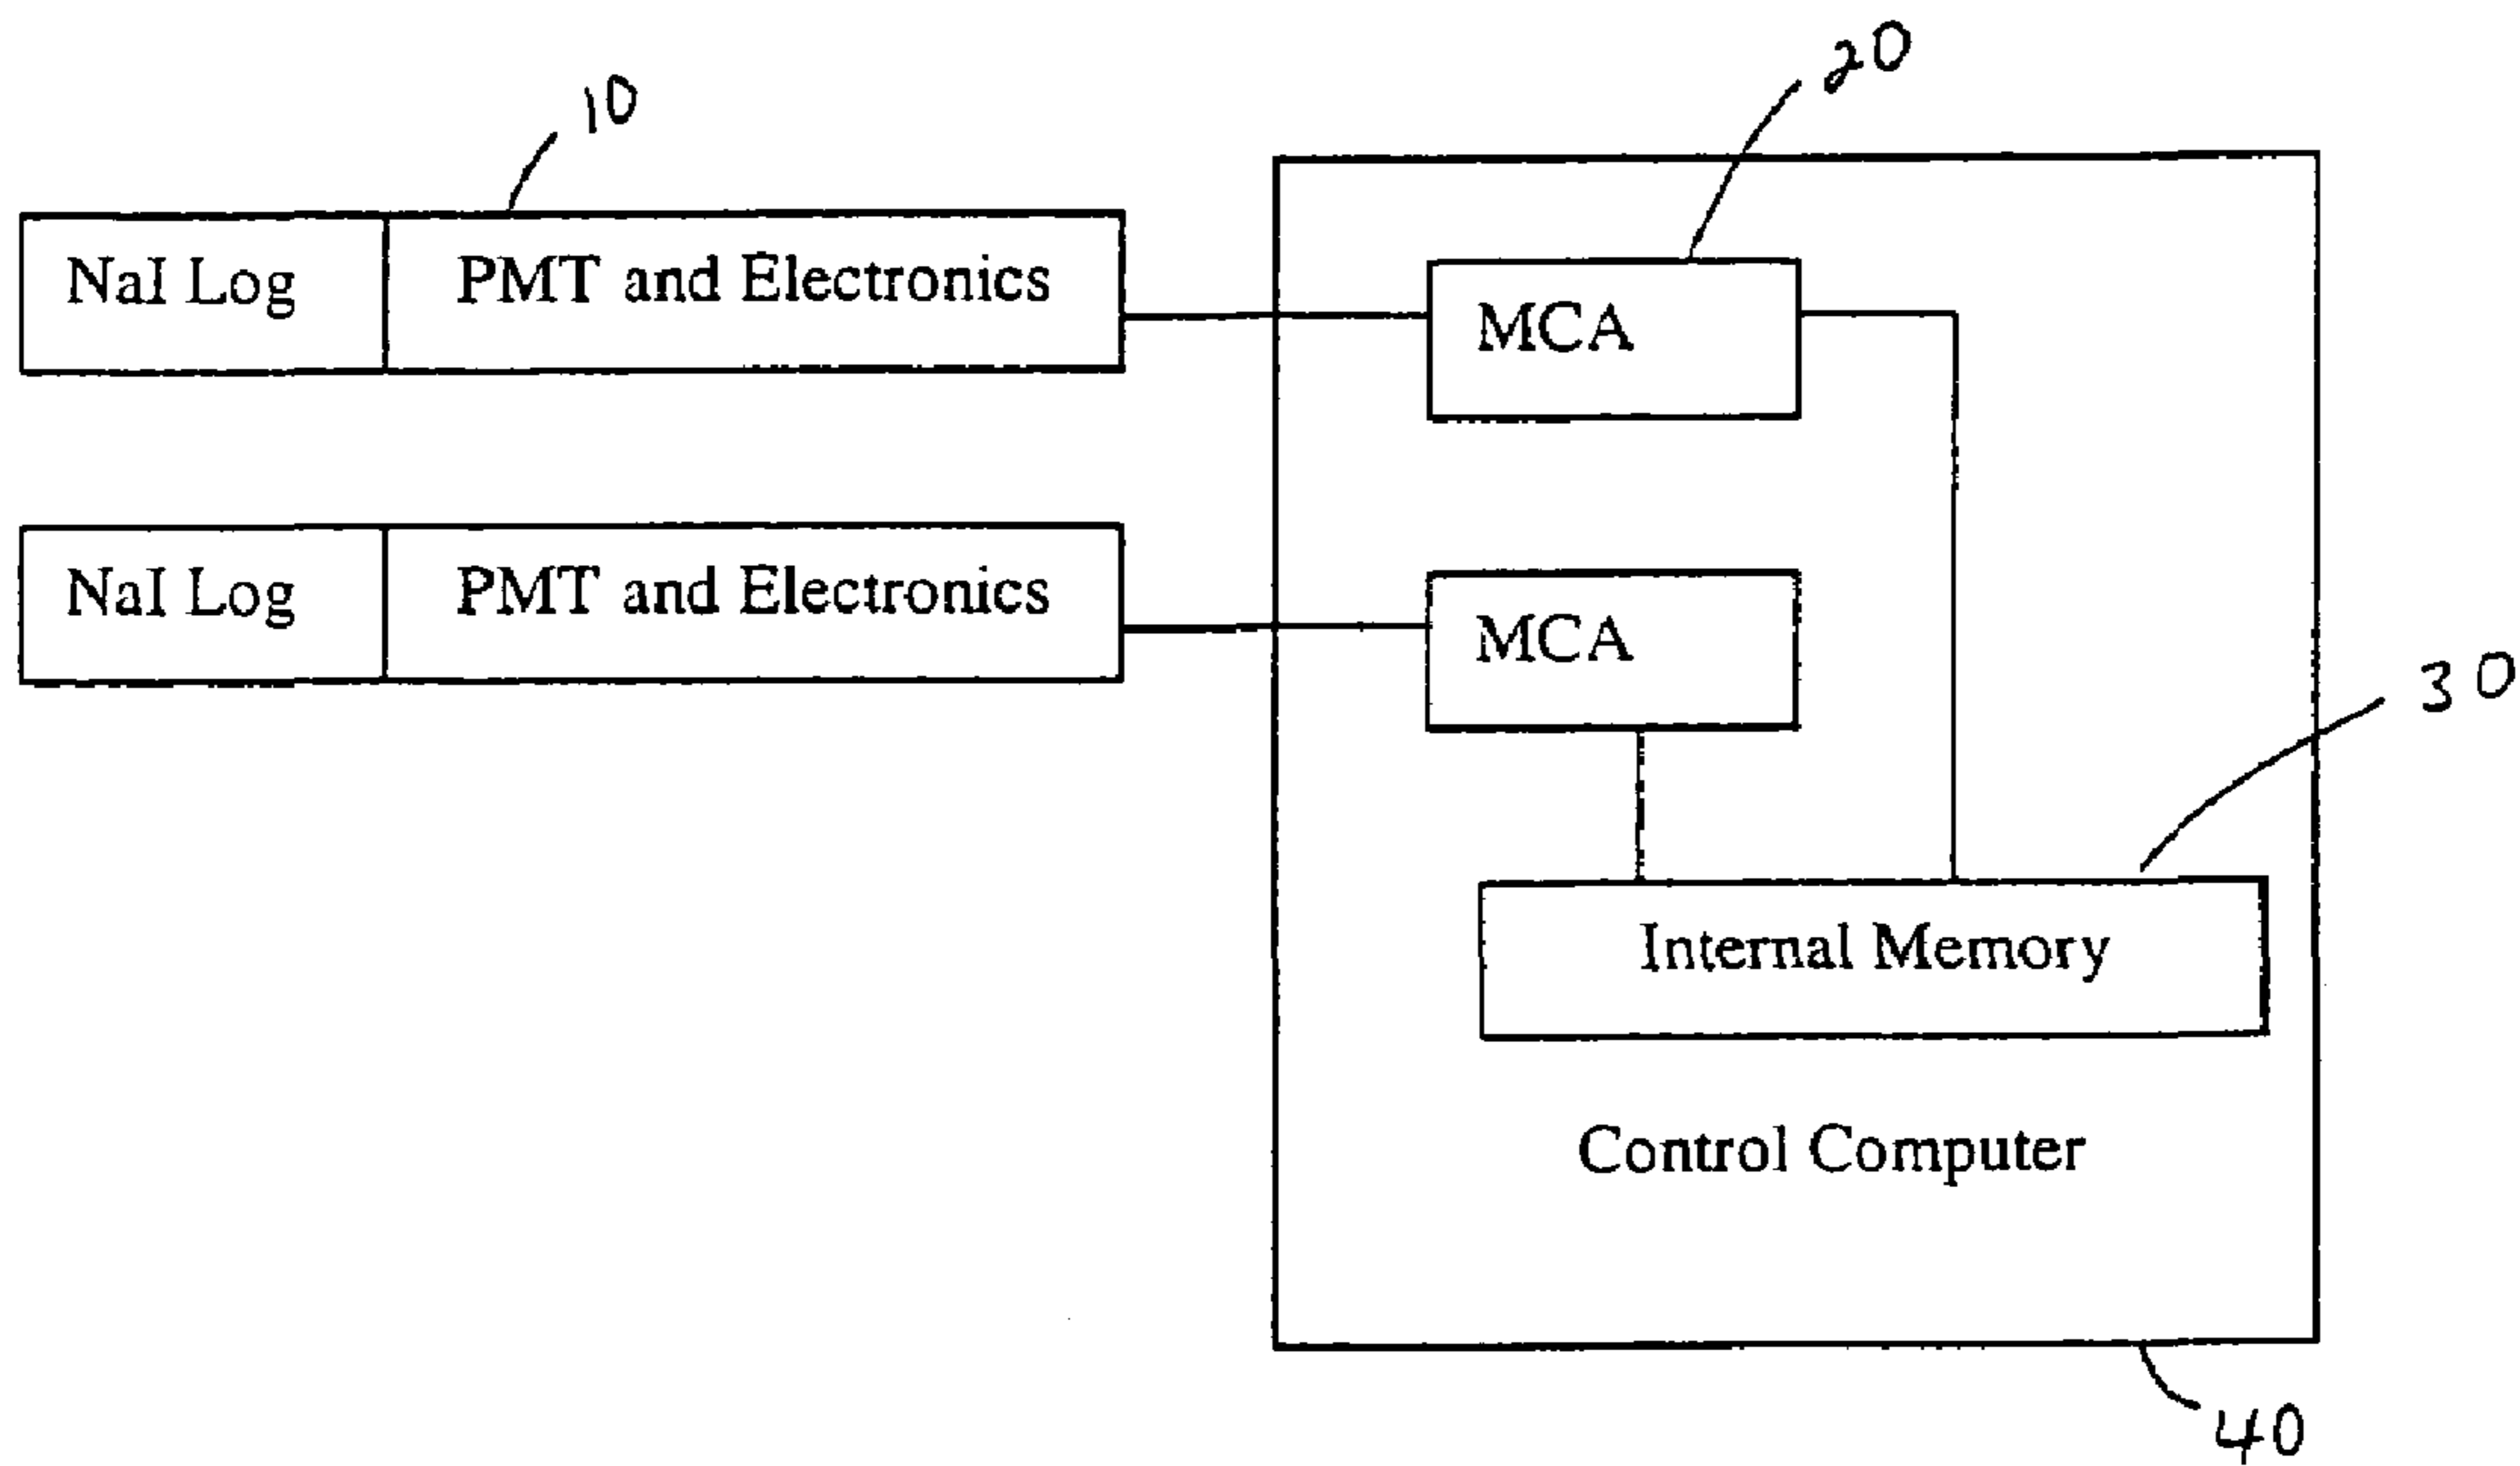 20
10
NaI Log PMT and Electronics
MCA
NaI Log PMT and Electronics
MCA
30
Internal Memory
Control Computer
40